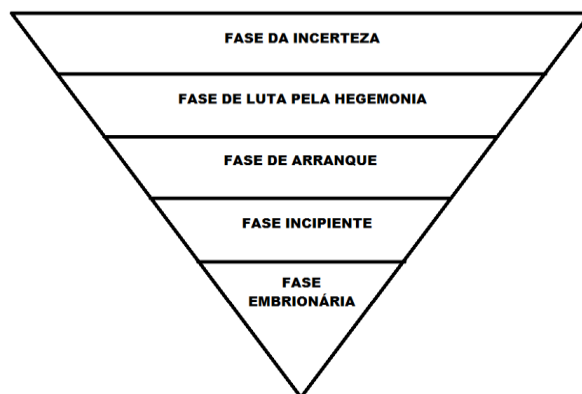 FASE DA INCERTEZA
FASE DE LUTA PELA HEGEMONIA
FASE DE ARRANQUE
FASE INCIPIENTE
FASE
EMBRIONÁRIA